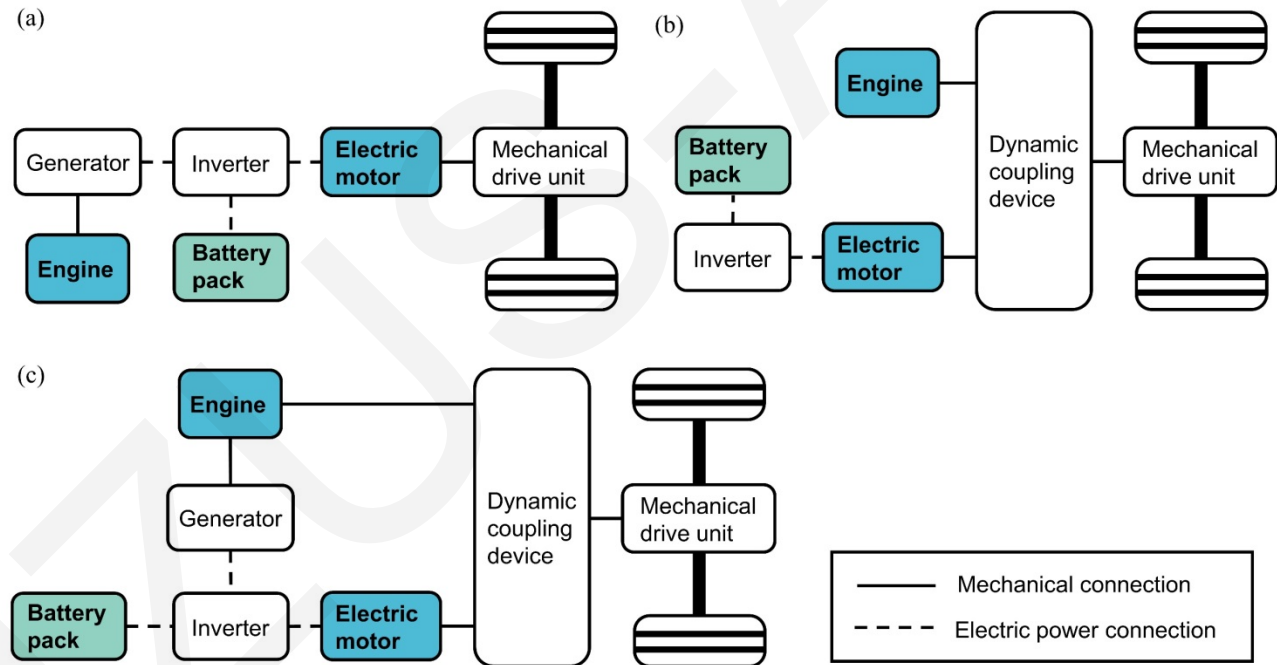 (a)
Generator
Inverter
Electric
motor
Mechanical
drive unit
Engine
Battery
pack
(b)
Engine
Battery
pack
Inverter
Electric
motor
Dynamic
coupling
device
Mechanical
drive unit
(c)
Engine
Generator
Battery
pack
Inverter
Electric
motor
Dynamic
coupling
device
Mechanical
drive unit
Mechanical connection
Electric power connection
ZUS-A